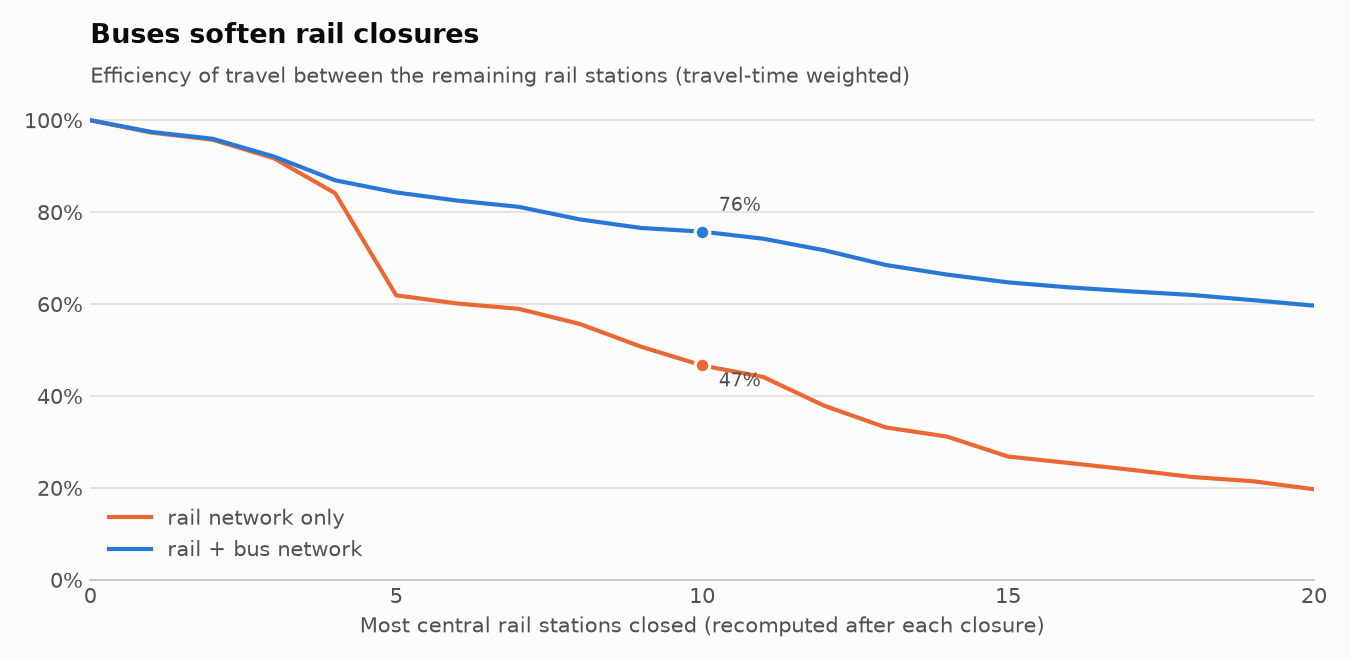 Buses soften rail closures
Efficiency of travel between the remaining rail stations (travel-time weighted)
100%
80%
60%
40%
20%
0%
76%
47%
rail network only
rail + bus network
0 5 10 15 20
Most central rail stations closed (recomputed after each closure)